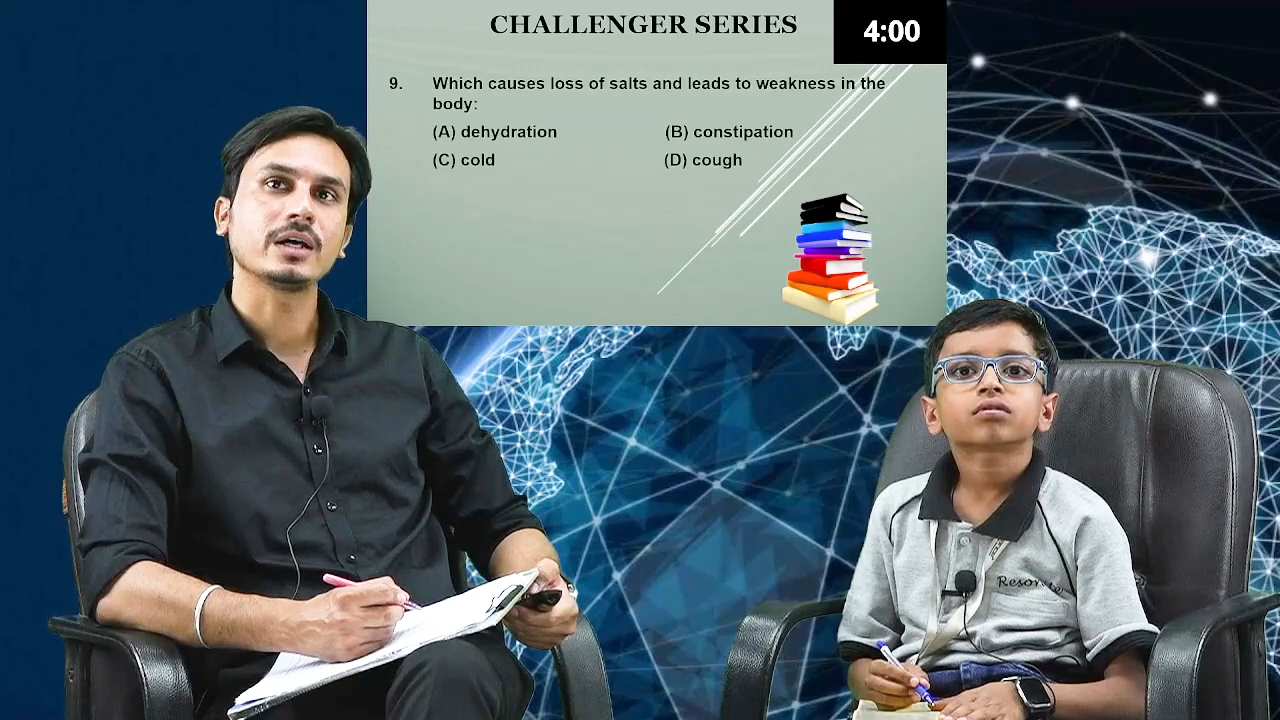 CHALLENGER SERIES
4:00
9. Which causes loss of salts and leads to weakness in the
body:
(A) dehydration (B) constipation
(C) cold (D) cough